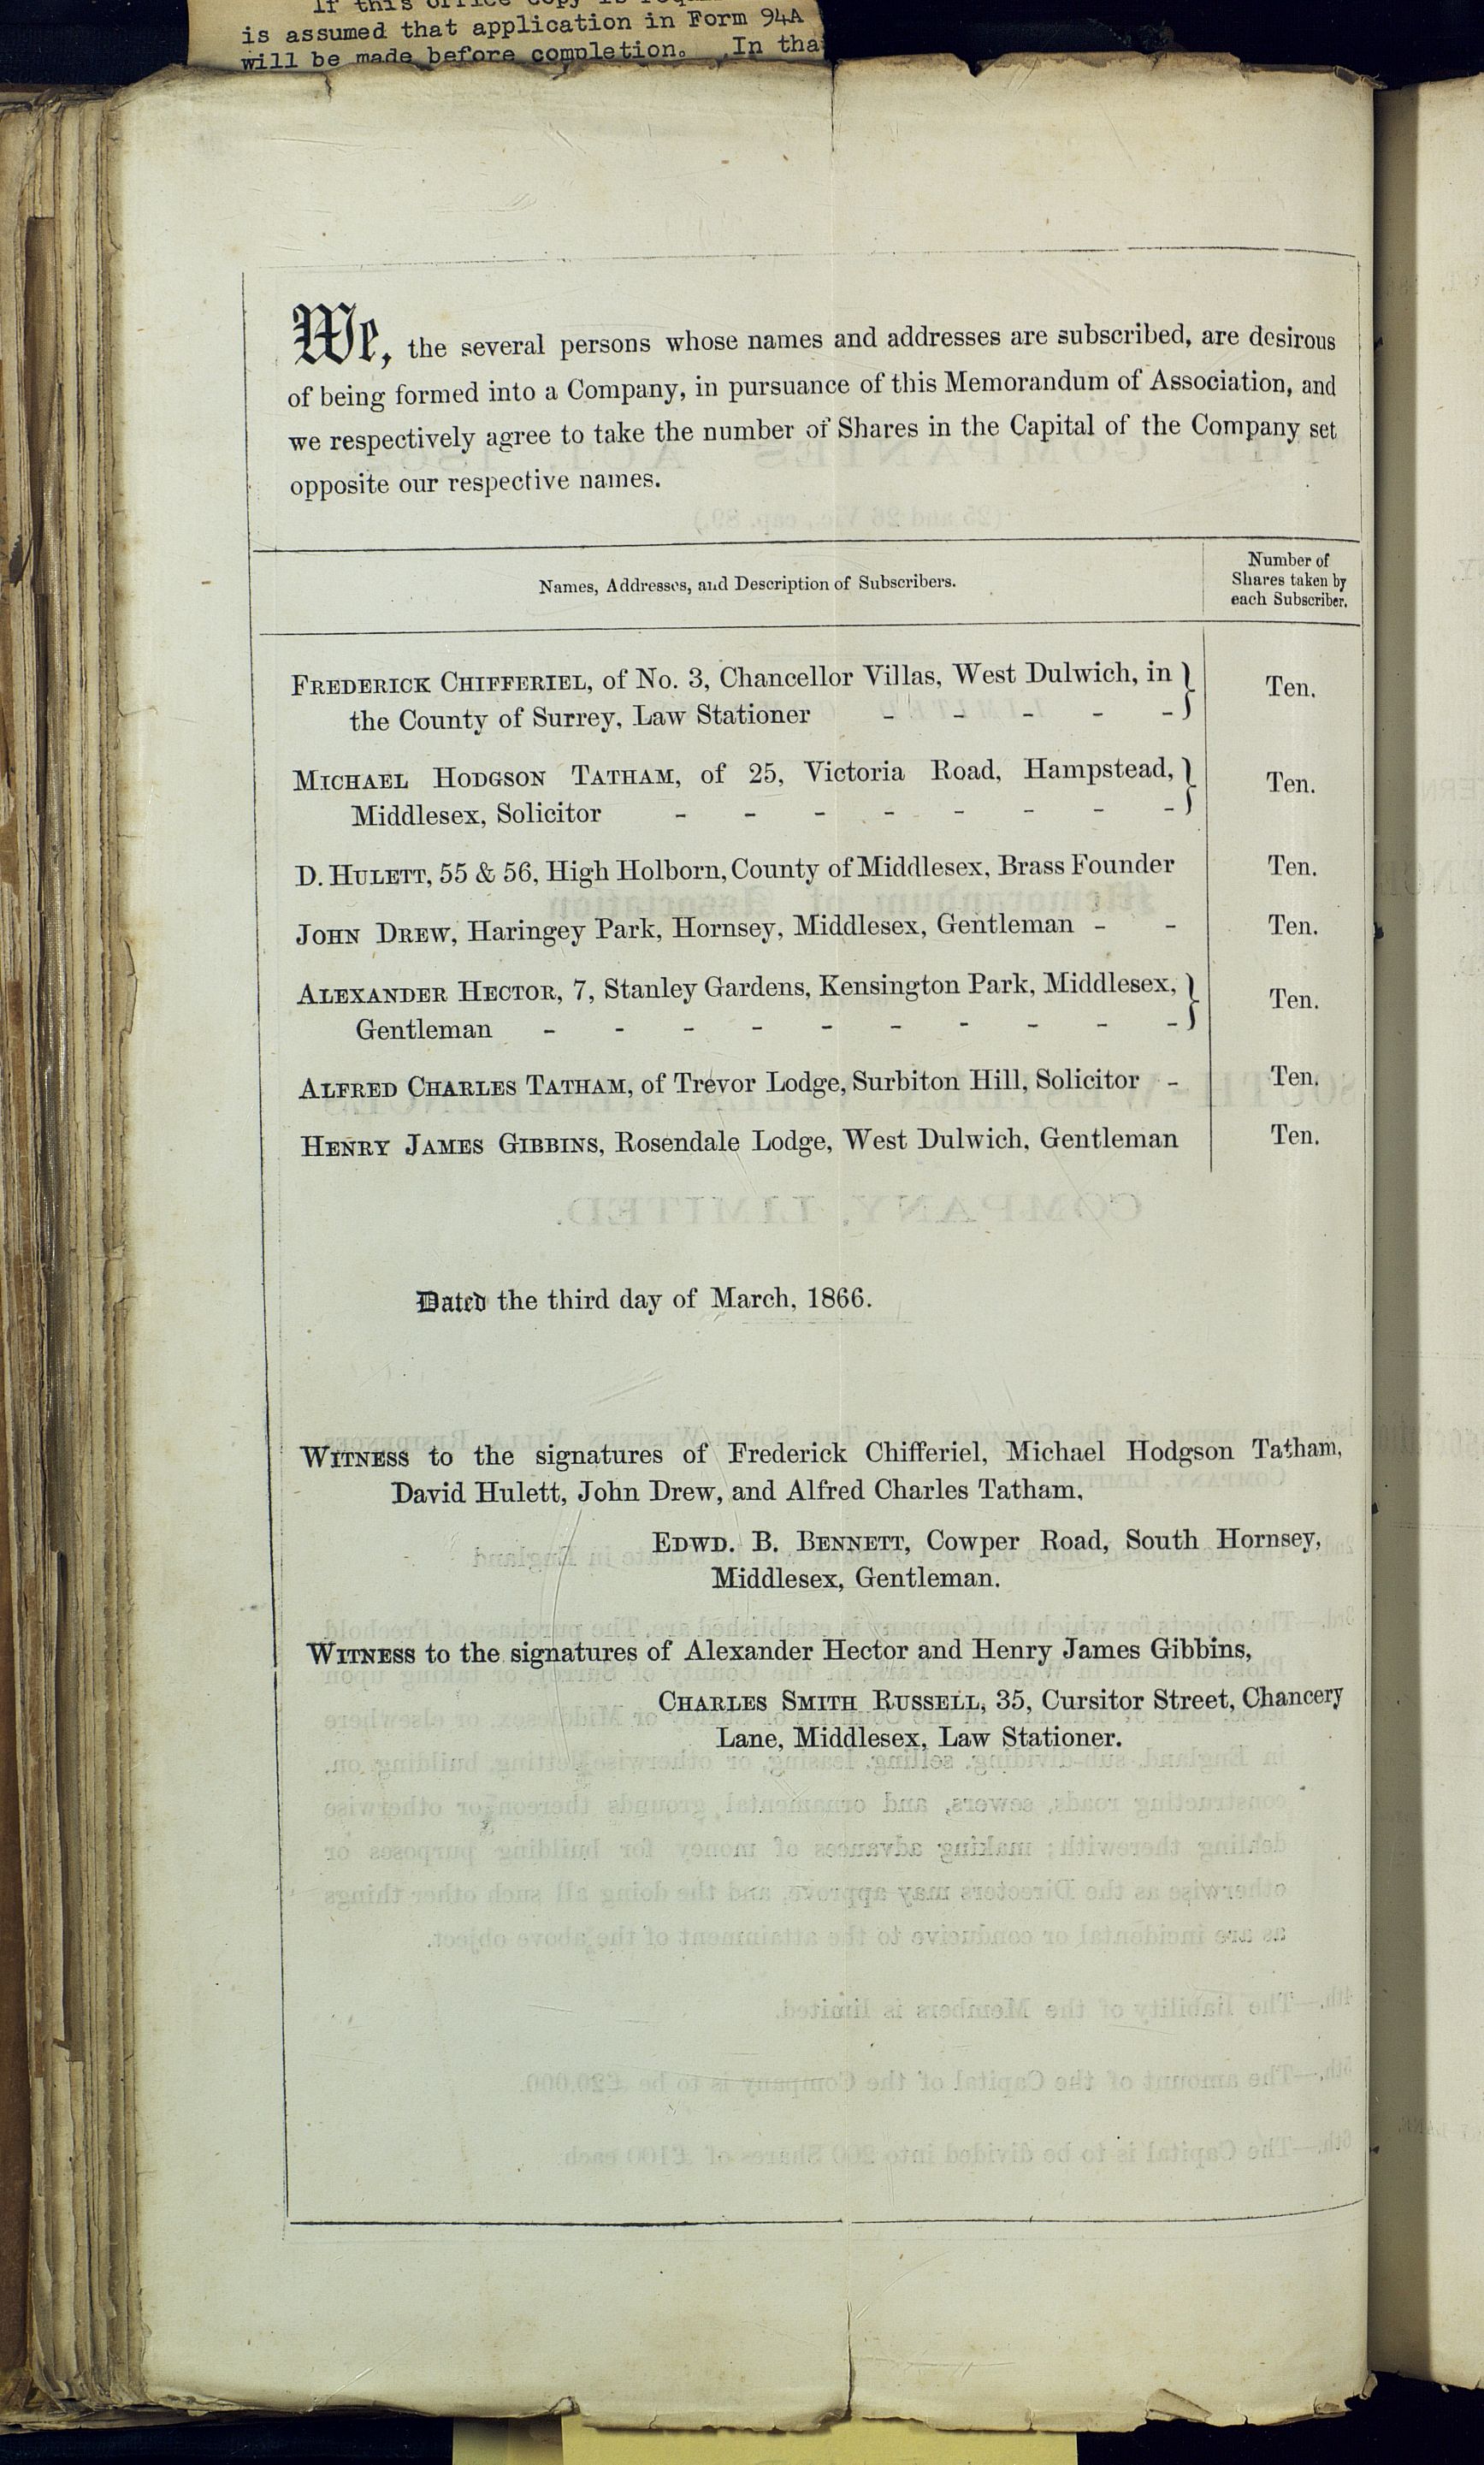 is assumed that application in Form 94A
will be made before completion. In tha
We, the several persons whose names and addresses are subscribed, are desirous
of being formed into a Company, in pursuance of this Memorandum of Association, and
we respectively agree to take the number of Shares in the Capital of the Company set
opposite our respective names.
Names, Addresses, and Description of Subscribers.
Number of
Shares taken by
each Subscriber.
FREDERICK CHIFFERIEL, of No. 3, Chancellor Villas, West Dulwich, in
the County of Surrey, Law Stationer - - - - -
Ten.
MICHAEL HODGSON TATHAM, of 25, Victoria Road, Hampstead,
Middlesex, Solicitor - - - - - - - -
Ten.
D. HULETT, 55 & 56, High Holborn, County of Middlesex, Brass Founder
Ten.
JOHN DREW, Haringey Park, Hornsey, Middlesex, Gentleman - -
Ten.
ALEXANDER HECTOR, 7, Stanley Gardens, Kensington Park, Middlesex,
Gentleman - - - - - - - - - -
Ten.
ALFRED CHARLES TATHAM, of Trevor Lodge, Surbiton Hill, Solicitor -
Ten.
HENRY JAMES GIBBINS, Rosendale Lodge, West Dulwich, Gentleman
Ten.
Dated the third day of March, 1866.
WITNESS to the signatures of Frederick Chifferiel, Michael Hodgson Tatham,
David Hulett, John Drew, and Alfred Charles Tatham,
EDWD. B. BENNETT, Cowper Road, South Hornsey,
Middlesex, Gentleman.
WITNESS to the signatures of Alexander Hector and Henry James Gibbins,
CHARLES SMITH RUSSELL, 35, Cursitor Street, Chancery
Lane, Middlesex, Law Stationer.